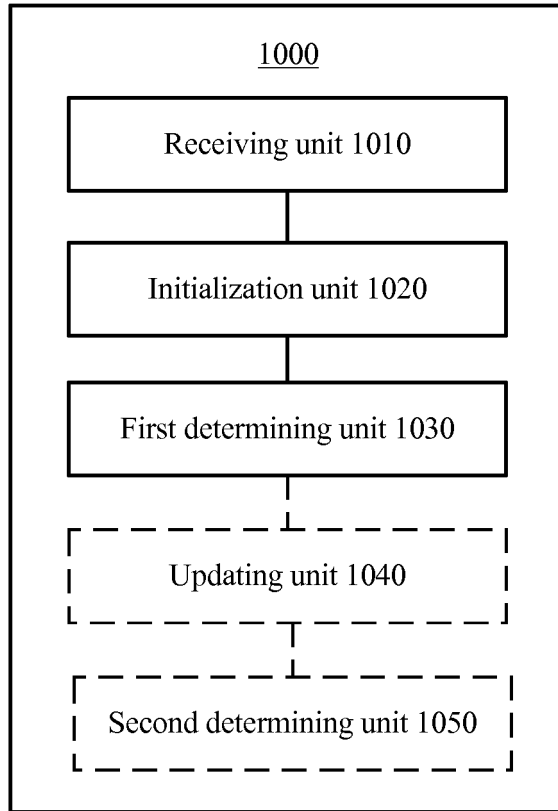 1000
Receiving unit 1010
Initialization unit 1020
First determining unit 1030
Updating unit 1040
Second determining unit 1050